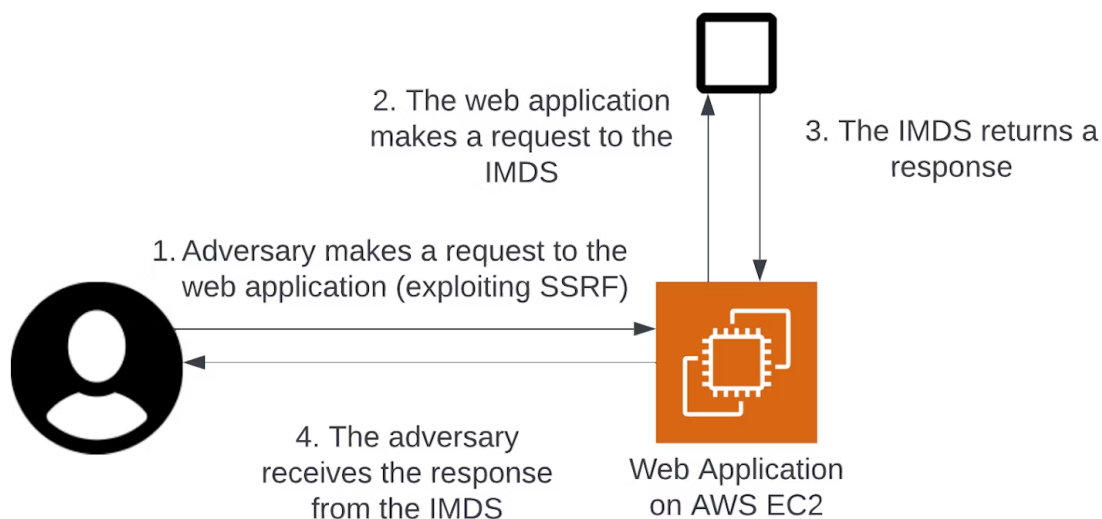 2. The web application
makes a request to the
IMDS
3. The IMDS returns a
response
1. Adversary makes a request to the
web application (exploiting SSRF)
4. The adversary
receives the response
from the IMDS
Web Application
on AWS EC2